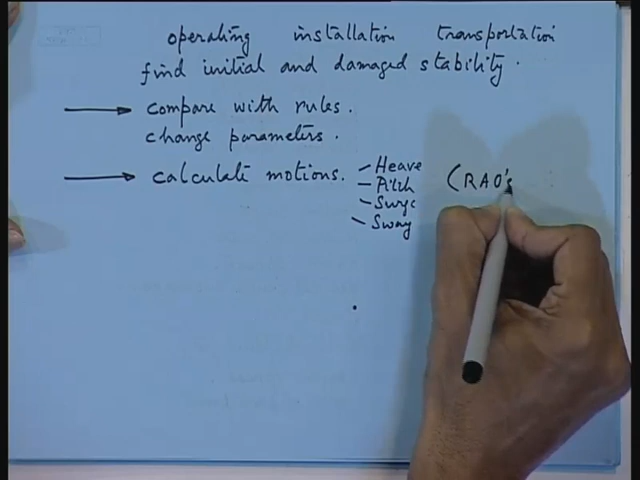 operating installation transportation
find initial and damaged stability.
→ compare with rules.
change parameters.
→ calculate motions. – Heave (RAO's
– Pitch
– Surge
– Sway